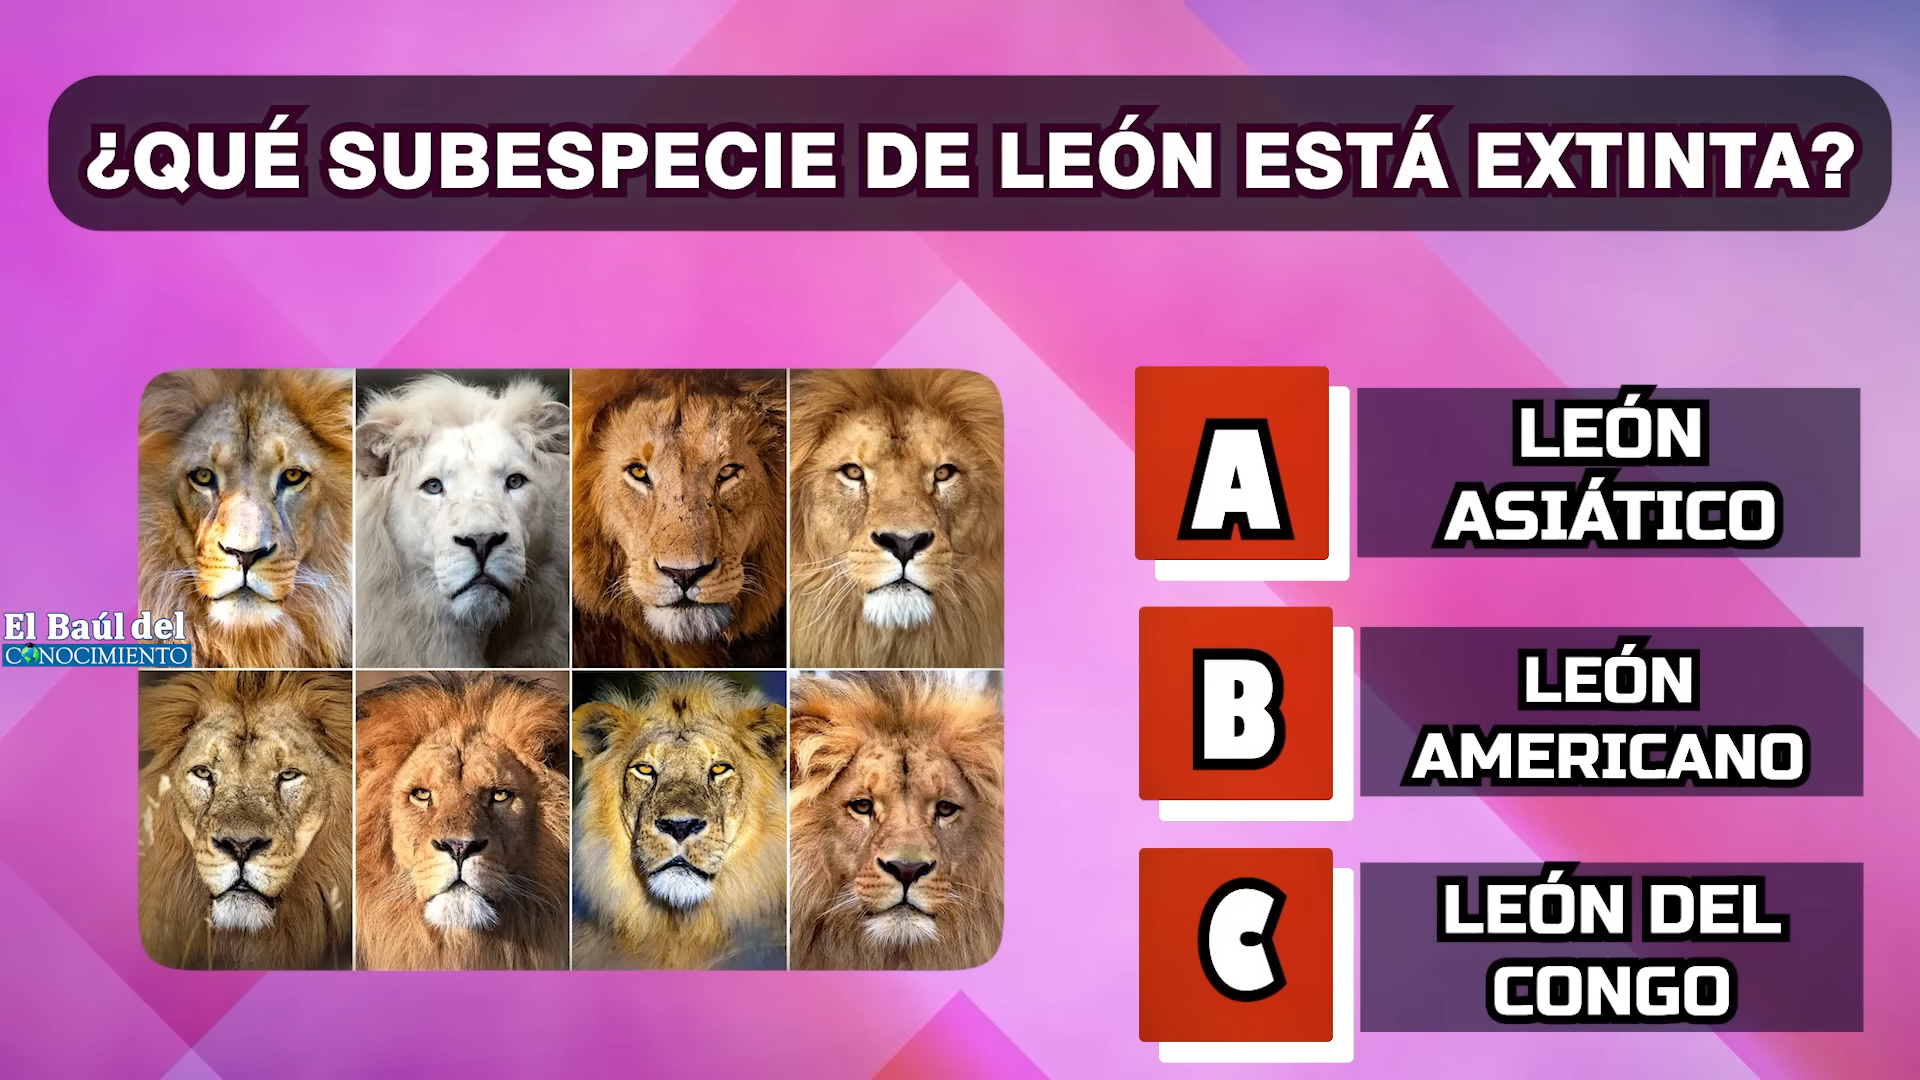 ¿QUÉ SUBESPECIE DE LEÓN ESTÁ EXTINTA?
A
LEÓN
ASIÁTICO
El Baúl del
CONOCIMIENTO
B
LEÓN
AMERICANO
C
LEÓN DEL
CONGO